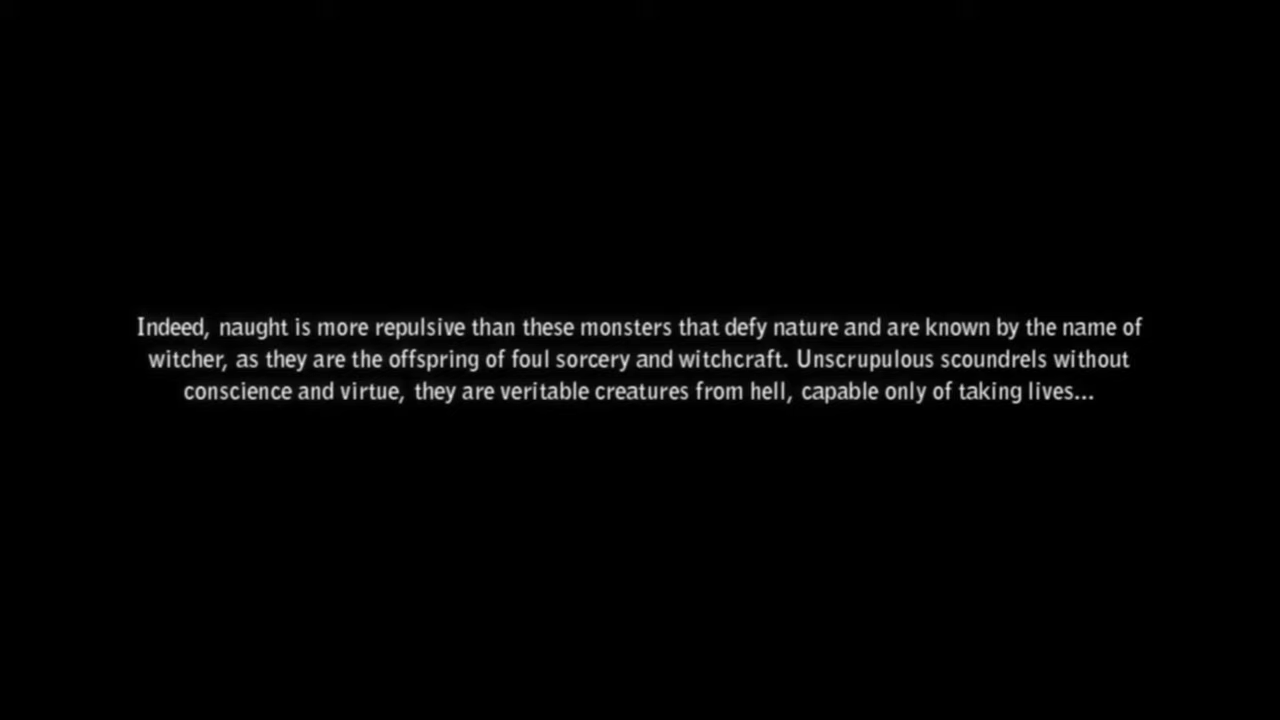 Indeed, naught is more repulsive than these monsters that defy nature and are known by the name of
witcher, as they are the offspring of foul sorcery and witchcraft. Unscrupulous scoundrels without
conscience and virtue, they are veritable creatures from hell, capable only of taking lives...